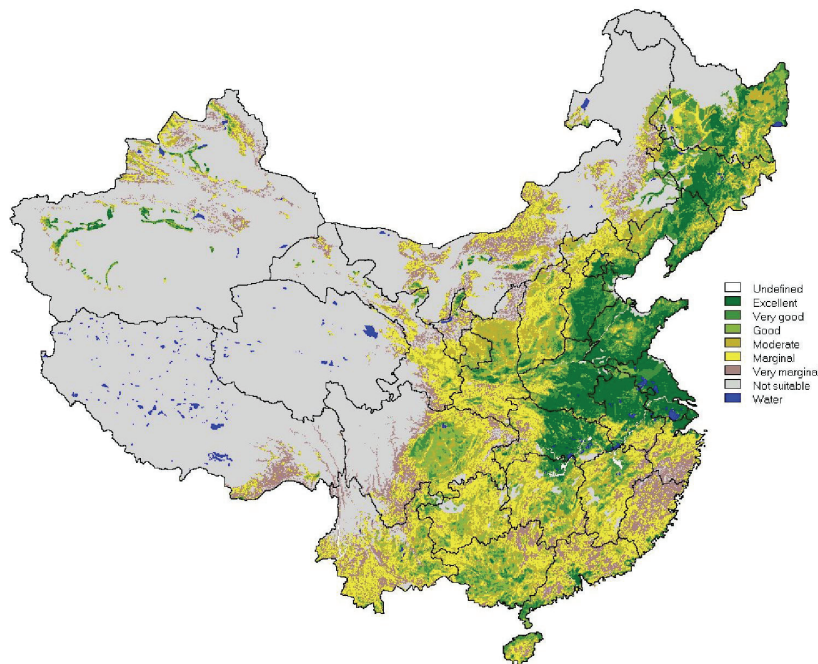 Undefined
Excellent
Very good
Good
Moderate
Marginal
Very margina
Not suitable
Water